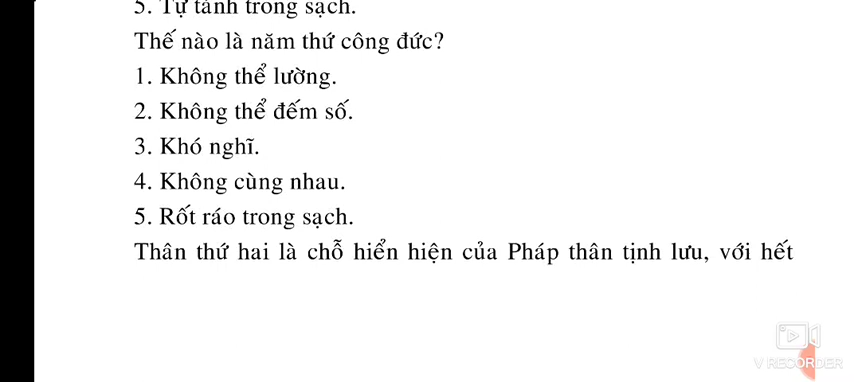 5. Tự tánh trong sạch.
Thế nào là năm thứ công đức?
1. Không thể lường.
2. Không thể đếm số.
3. Khó nghĩ.
4. Không cùng nhau.
5. Rốt ráo trong sạch.
Thân thứ hai là chỗ hiển hiện của Pháp thân tịnh lưu, với hết
V RECORDER